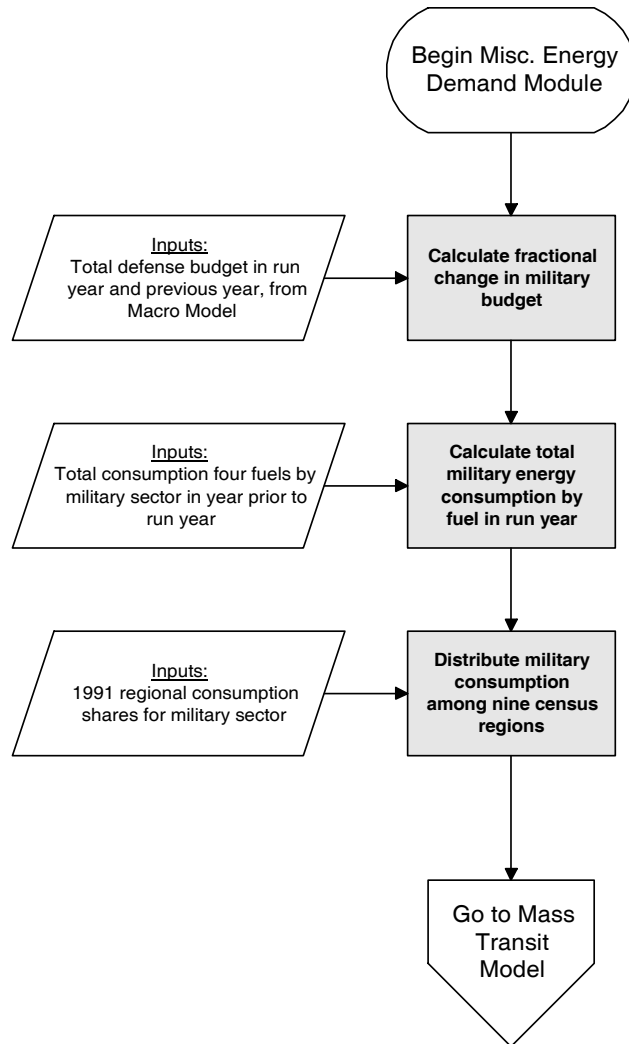 Begin Misc. Energy
Demand Module
Inputs:
Total defense budget in run
year and previous year, from
Macro Model
Calculate fractional
change in military
budget
Inputs:
Total consumption four fuels by
military sector in year prior to
run year
Calculate total
military energy
consumption by
fuel in run year
Inputs:
1991 regional consumption
shares for military sector
Distribute military
consumption
among nine census
regions
Go to Mass
Transit
Model